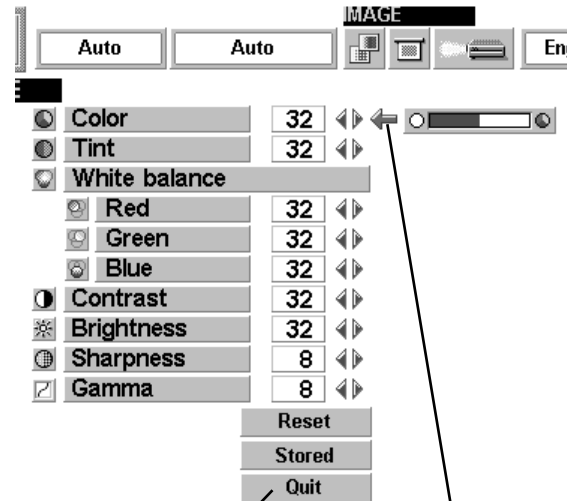 IMAGE
Auto Auto
Color 32
Tint 32
White balance
Red 32
Green 32
Blue 32
Contrast 32
Brightness 32
Sharpness 8
Gamma 8
Reset
Stored
Quit